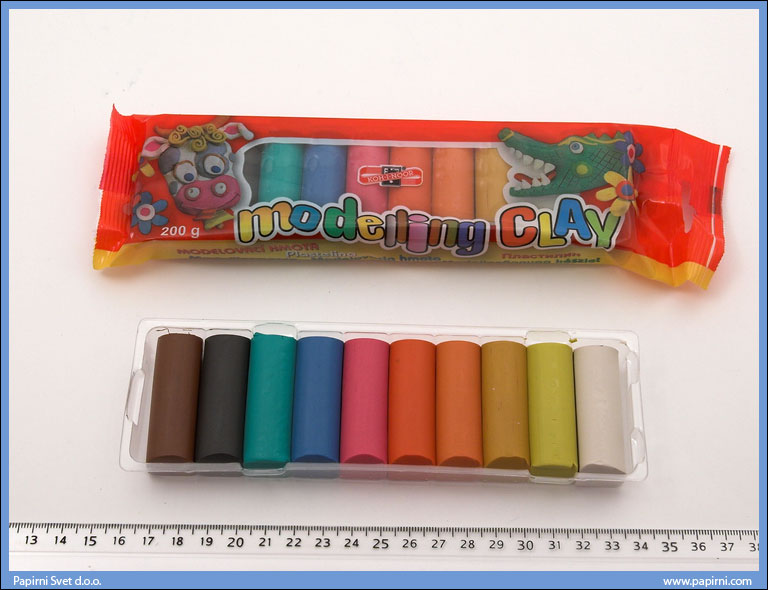 KOH-I-NOOR
modelling CLAY
200 g
MODELOVACÍ HMOTA
Plastelina
Пластилин
13 14 15 16 17 18 19 20 21 22 23 24 25 26 27 28 29 30 31 32 33 34 35 36 37 38
Papirni Svet d.o.o.
www.papirni.com